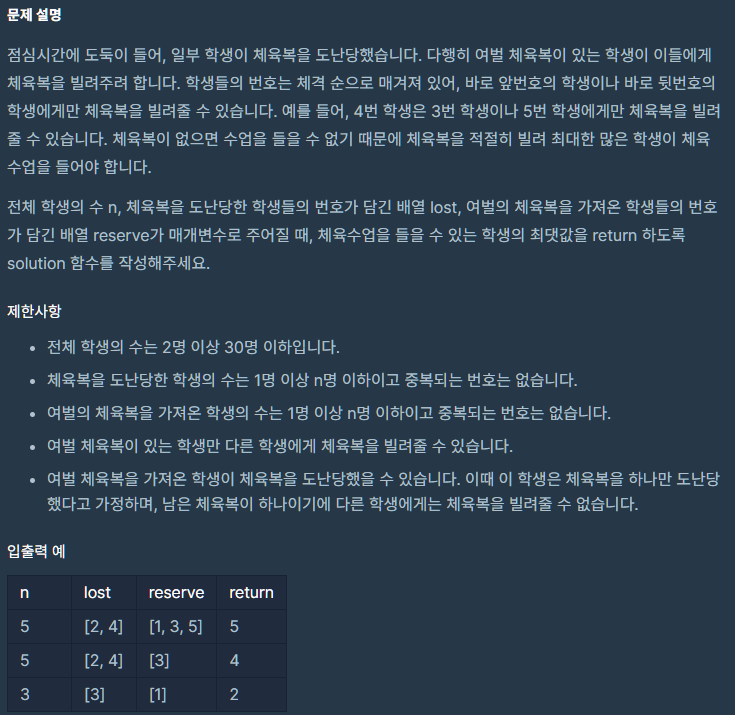 문제 설명
점심시간에 도둑이 들어, 일부 학생이 체육복을 도난당했습니다. 다행히 여벌 체육복이 있는 학생이 이들에게
체육복을 빌려주려 합니다. 학생들의 번호는 체격 순으로 매겨져 있어, 바로 앞번호의 학생이나 바로 뒷번호의
학생에게만 체육복을 빌려줄 수 있습니다. 예를 들어, 4번 학생은 3번 학생이나 5번 학생에게만 체육복을 빌려
줄 수 있습니다. 체육복이 없으면 수업을 들을 수 없기 때문에 체육복을 적절히 빌려 최대한 많은 학생이 체육
수업을 들어야 합니다.
전체 학생의 수 n, 체육복을 도난당한 학생들의 번호가 담긴 배열 lost, 여벌의 체육복을 가져온 학생들의 번호
가 담긴 배열 reserve가 매개변수로 주어질 때, 체육수업을 들을 수 있는 학생의 최댓값을 return 하도록
solution 함수를 작성해주세요.
제한사항
• 전체 학생의 수는 2명 이상 30명 이하입니다.
• 체육복을 도난당한 학생의 수는 1명 이상 n명 이하이고 중복되는 번호는 없습니다.
• 여벌의 체육복을 가져온 학생의 수는 1명 이상 n명 이하이고 중복되는 번호는 없습니다.
• 여벌 체육복이 있는 학생만 다른 학생에게 체육복을 빌려줄 수 있습니다.
• 여벌 체육복을 가져온 학생이 체육복을 도난당했을 수 있습니다. 이때 이 학생은 체육복을 하나만 도난당
했다고 가정하며, 남은 체육복이 하나이기에 다른 학생에게는 체육복을 빌려줄 수 없습니다.
입출력 예
n lost reserve return
5 [2, 4] [1, 3, 5] 5
5 [2, 4] [3] 4
3 [3] [1] 2